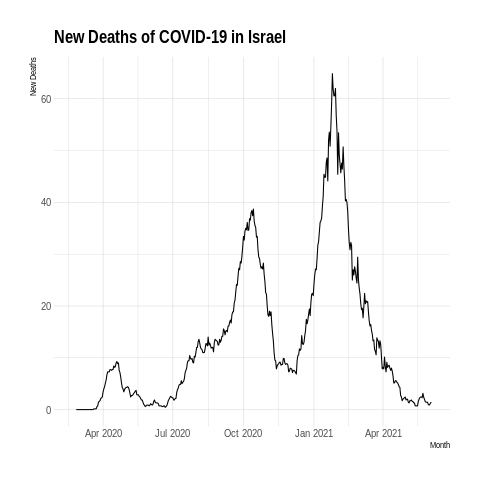 New Deaths of COVID-19 in Israel
New Deaths
60
40
20
0
Apr 2020 Jul 2020 Oct 2020 Jan 2021 Apr 2021
Month